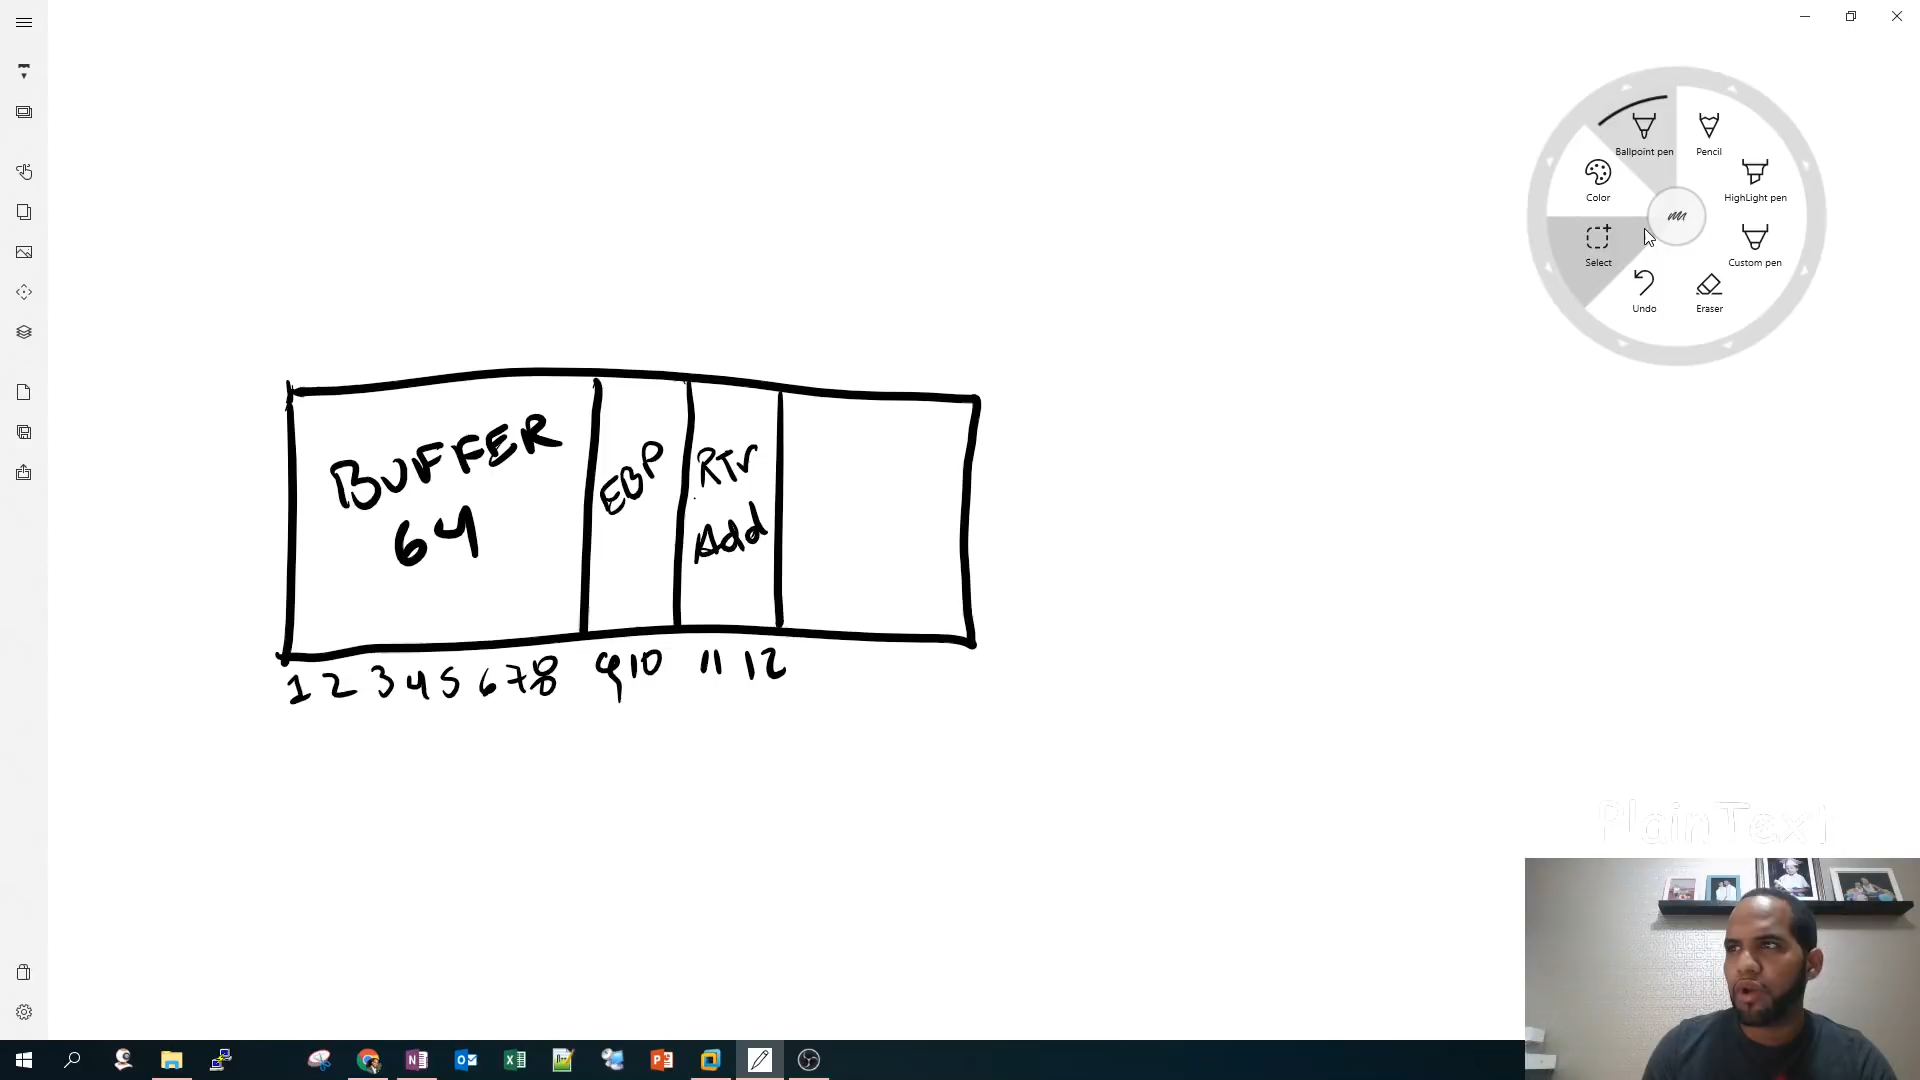 Ballpoint pen
Pencil
Color
HighLight pen
Select
Custom pen
Undo
Eraser
BUFFER
64
EBP
RTr
Add
1 2 3 4 5 6 7 8 9 10 11 12
PlainText